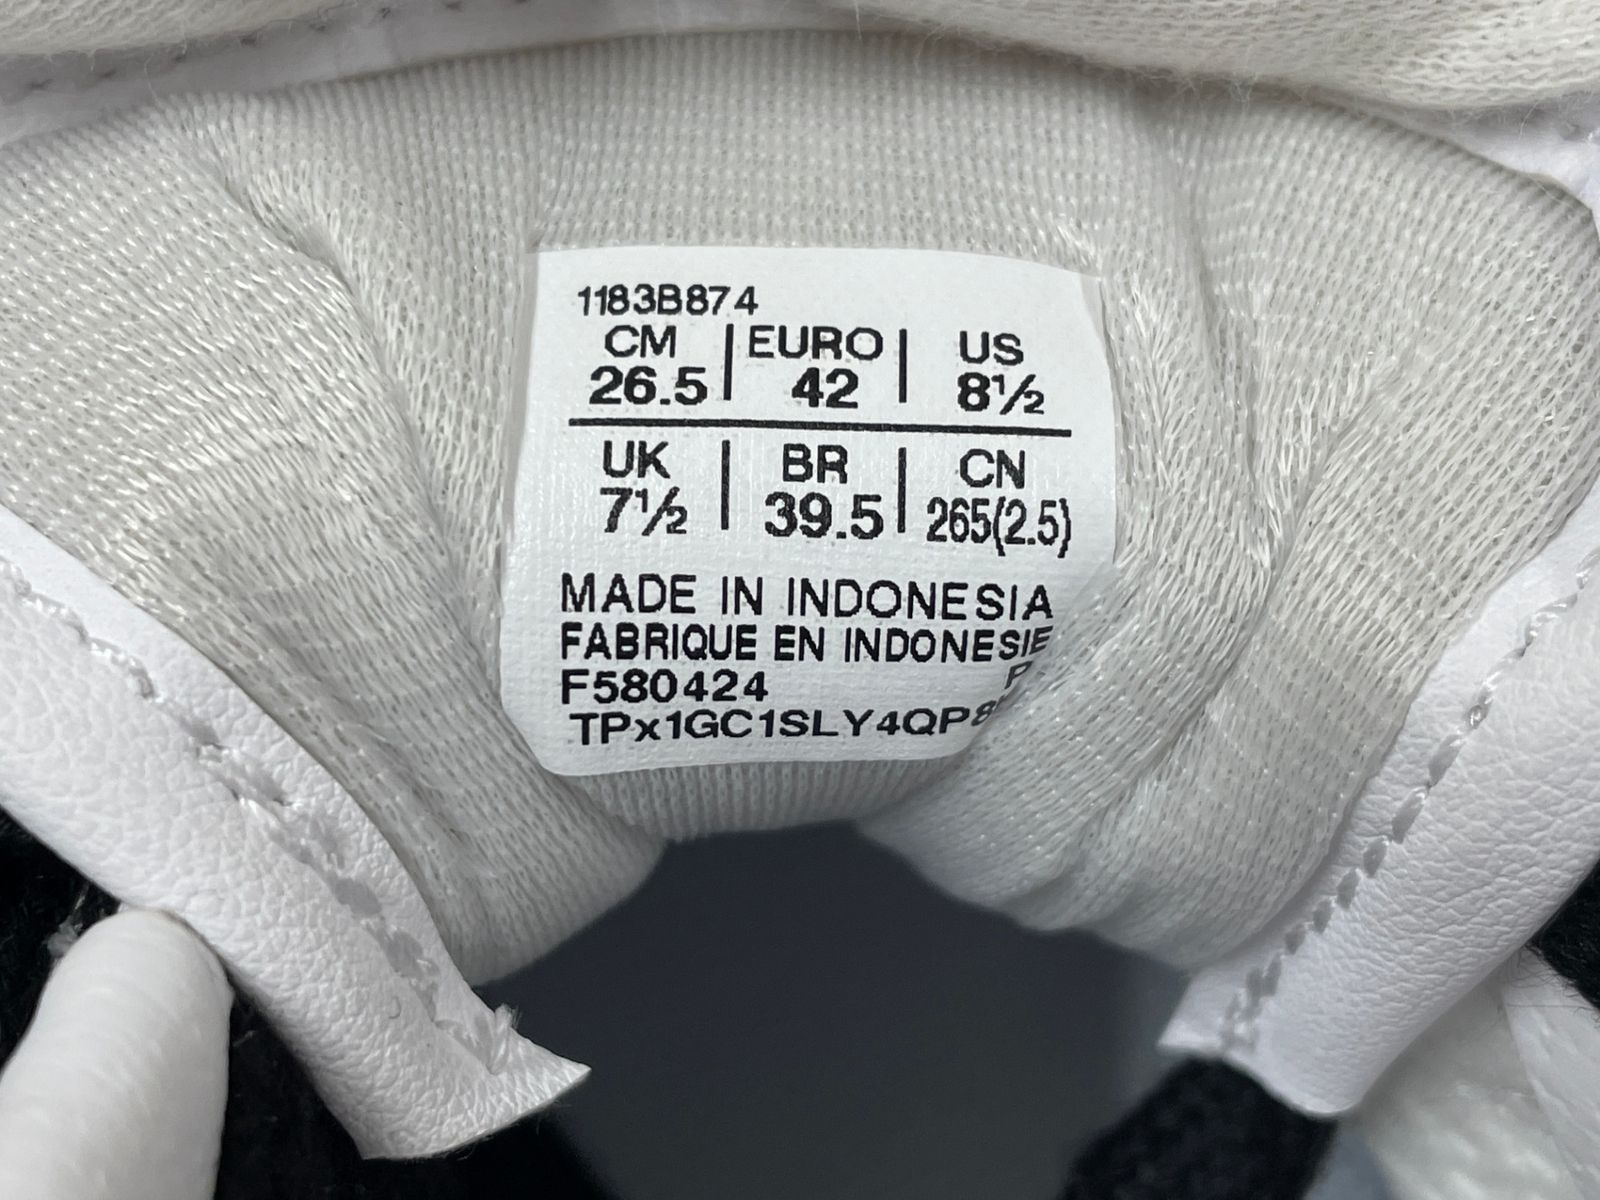 1183B874
CM | EURO | US
26.5 | 42 | 8½
UK | BR | CN
7½ | 39.5 | 265(2.5)
MADE IN INDONESIA
FABRIQUE EN INDONESIE
F580424